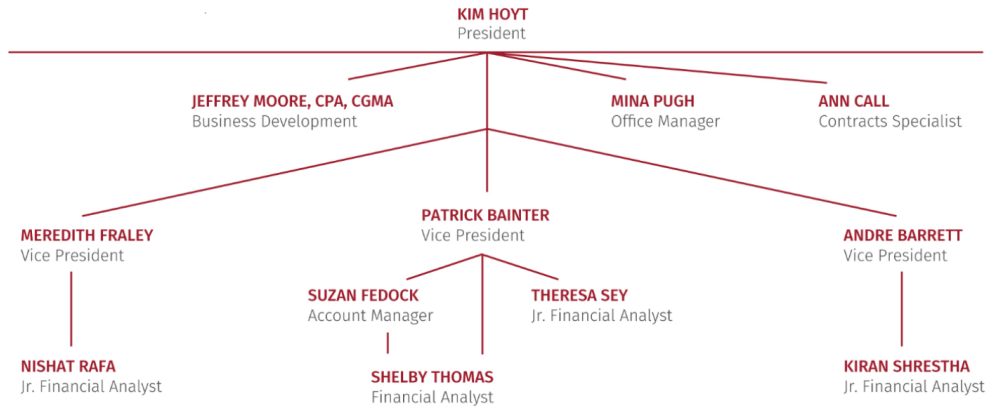 KIM HOYT
President
JEFFREY MOORE, CPA, CGMA
Business Development
MINA PUGH
Office Manager
ANN CALL
Contracts Specialist
MEREDITH FRALEY
Vice President
PATRICK BAINTER
Vice President
ANDRE BARRETT
Vice President
SUZAN FEDOCK
Account Manager
THERESA SEY
Jr. Financial Analyst
NISHAT RAFA
Jr. Financial Analyst
SHELBY THOMAS
Financial Analyst
KIRAN SHRESTHA
Jr. Financial Analyst